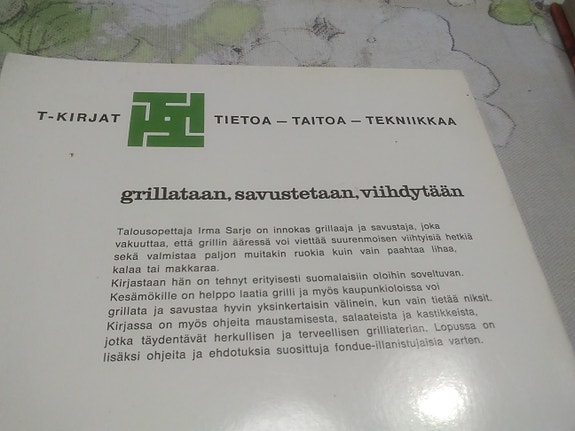 T-KIRJAT TIETOA – TAITOA – TEKNIIKKAA
grillataan, savustetaan, viihdytään
Talousopettaja Irma Sarje on innokas grillaaja ja savustaja, joka
vakuuttaa, että grillin ääressä voi viettää suurenmoisen viihtyisiä hetkiä
sekä valmistaa paljon muitakin ruokia kuin vain paahtaa lihaa,
kalaa tai makkaraa.
Kirjastaan hän on tehnyt erityisesti suomalaisiin oloihin soveltuvan.
Kesämökille on helppo laatia grilli ja myös kaupunkioloissa voi
grillata ja savustaa hyvin yksinkertaisin välinein, kun vain tietää niksit.
Kirjassa on myös ohjeita maustamisesta, salaateista ja kastikkeista,
jotka täydentävät herkullisen ja terveellisen grilliaterian. Lopussa on
lisäksi ohjeita ja ehdotuksia suosittuja fondue-illanistujaisia varten.